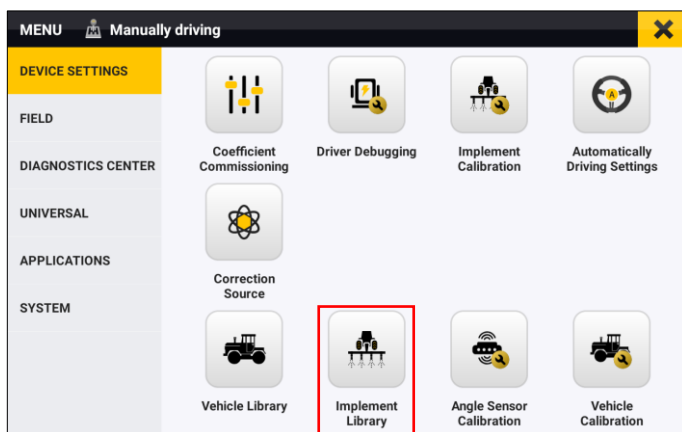 MENU Manually driving
DEVICE SETTINGS
FIELD
DIAGNOSTICS CENTER
UNIVERSAL
APPLICATIONS
SYSTEM
Coefficient
Commissioning
Driver Debugging
Implement
Calibration
A
Automatically
Driving Settings
Correction
Source
Vehicle Library
Implement
Library
Angle Sensor
Calibration
Vehicle
Calibration